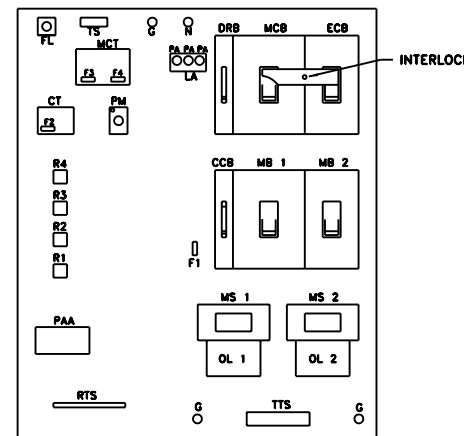 FL
TS
G
N
DRB
MCB
ECB
MCT
F3
F4
PA PA PA
LA
INTERLOC
CT
F2
PM
CCB
MB 1
MB 2
R4
R3
R2
R1
F1
MS 1
MS 2
OL 1
OL 2
PAA
RTS
G
TTS
G